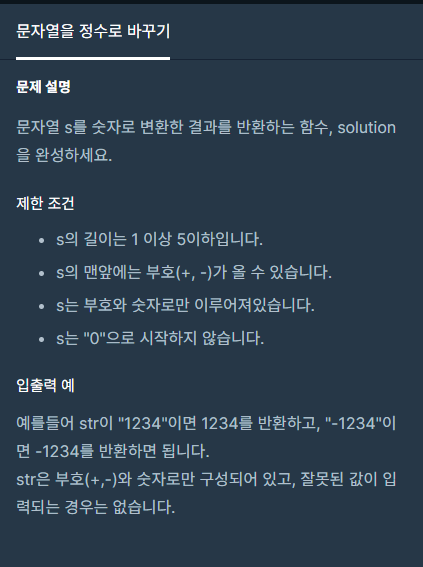 문자열을 정수로 바꾸기
문제 설명
문자열 s를 숫자로 변환한 결과를 반환하는 함수, solution
을 완성하세요.
제한 조건
• s의 길이는 1 이상 5이하입니다.
• s의 맨앞에는 부호(+, -)가 올 수 있습니다.
• s는 부호와 숫자로만 이루어져있습니다.
• s는 "0"으로 시작하지 않습니다.
입출력 예
예를들어 str이 "1234"이면 1234를 반환하고, "-1234"이
면 -1234를 반환하면 됩니다.
str은 부호(+,-)와 숫자로만 구성되어 있고, 잘못된 값이 입
력되는 경우는 없습니다.